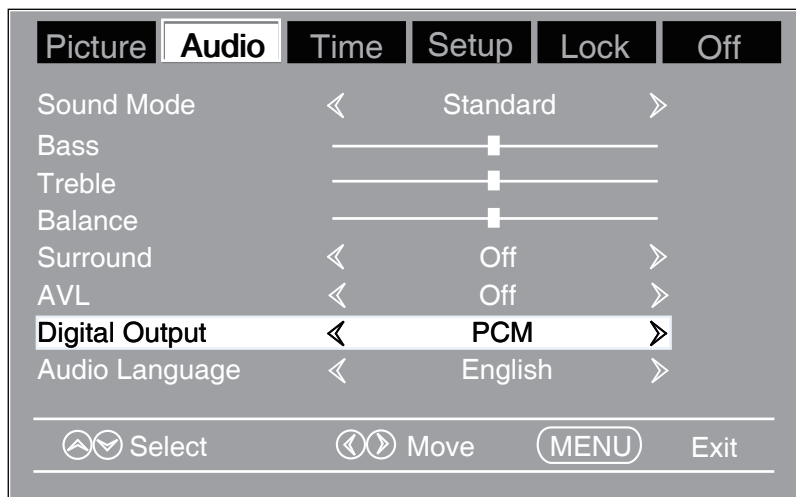 Picture Audio Time Setup Lock Off
Sound Mode Standard
Bass
Treble
Balance
Surround Off
AVL Off
Digital Output PCM
Audio Language English
Select Move MENU Exit